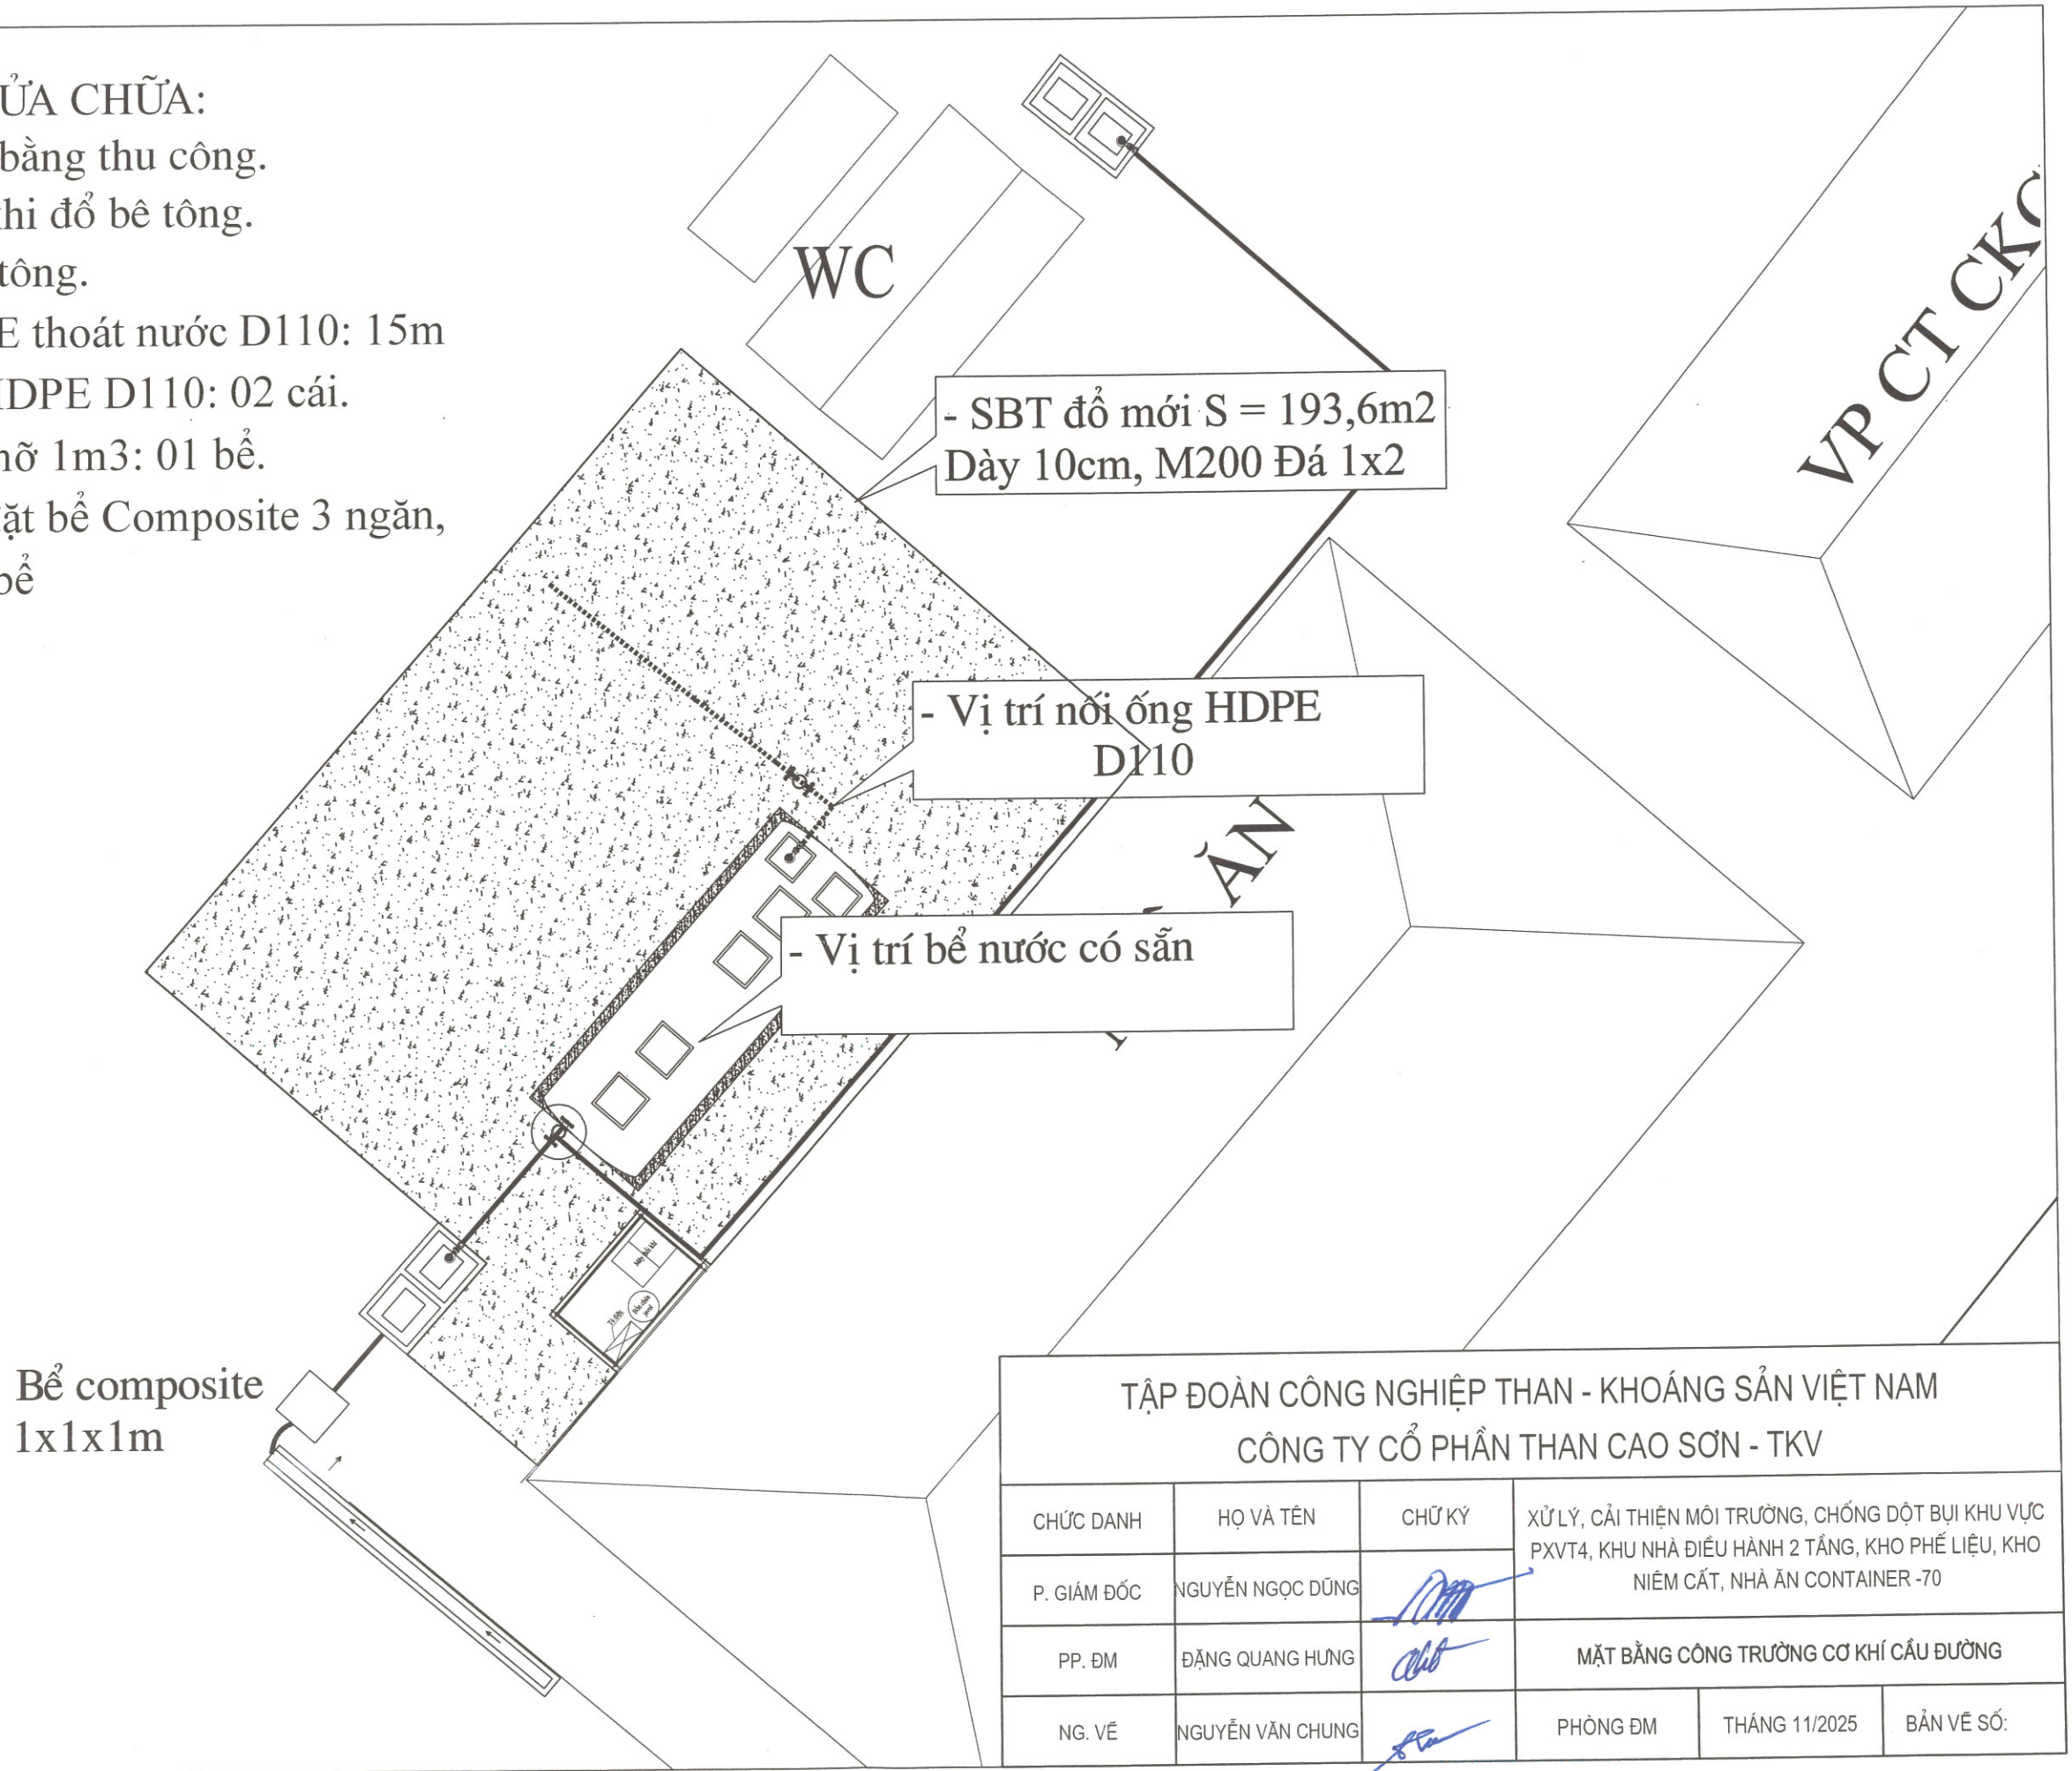 ỬA CHỮA:
bằng thu công.
khi đổ bê tông.
tông.
E thoát nước D110: 15m
HDPE D110: 02 cái.
mỡ 1m3: 01 bể.
đặt bể Composite 3 ngăn,
bể
WC
VP CT CKC
- SBT đổ mới S = 193,6m2
Dày 10cm, M200 Đá 1x2
- Vị trí nối ống HDPE
D110
ĂN
- Vị trí bể nước có sẵn
Bể composite
1x1x1m
TẬP ĐOÀN CÔNG NGHIỆP THAN - KHOÁNG SẢN VIỆT NAM
CÔNG TY CỔ PHẦN THAN CAO SƠN - TKV
CHỨC DANH
HỌ VÀ TÊN
CHỮ KÝ
XỬ LÝ, CẢI THIỆN MÔI TRƯỜNG, CHỐNG DỘT BỤI KHU VỰC
PXVT4, KHU NHÀ ĐIỀU HÀNH 2 TẦNG, KHO PHẾ LIỆU, KHO
NIÊM CẤT, NHÀ ĂN CONTAINER -70
P. GIÁM ĐỐC
NGUYỄN NGỌC DŨNG
PP. ĐM
ĐẶNG QUANG HƯNG
MẶT BẰNG CÔNG TRƯỜNG CƠ KHÍ CẦU ĐƯỜNG
NG. VẼ
NGUYỄN VĂN CHUNG
PHÒNG ĐM
THÁNG 11/2025
BẢN VẼ SỐ: